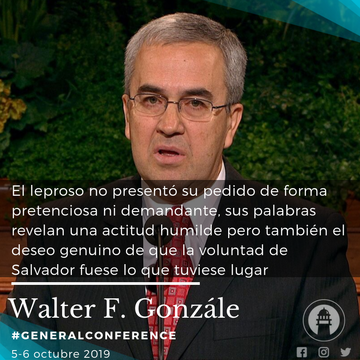 El leproso no presentó su pedido de forma
pretenciosa ni demandante, sus palabras
revelan una actitud humilde pero también el
deseo genuino de que la voluntad de
Salvador fuese lo que tuviese lugar
Walter F. Gonzále
#GENERALCONFERENCE
5-6 octubre 2019